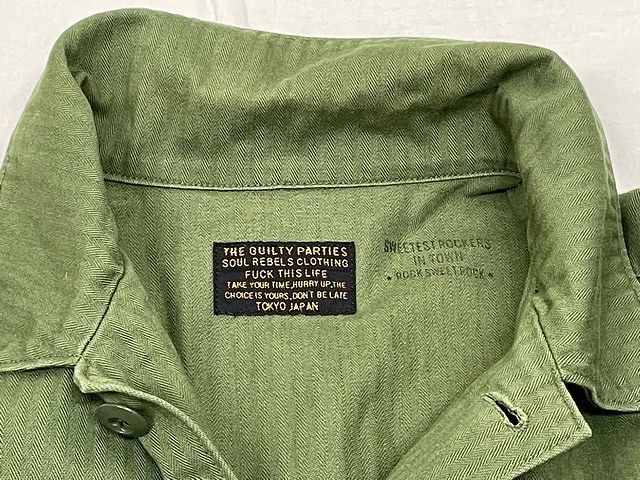 THE GUILTY PARTIES
SOUL REBELS CLOTHING
FUCK THIS LIFE
TAKE YOUR TIME,HURRY UP,THE
CHOICE IS YOURS,DON'T BE LATE
TOKYO JAPAN
SWEETEST ROCKERS
IN TOWN
* ROCK SWEET ROCK *